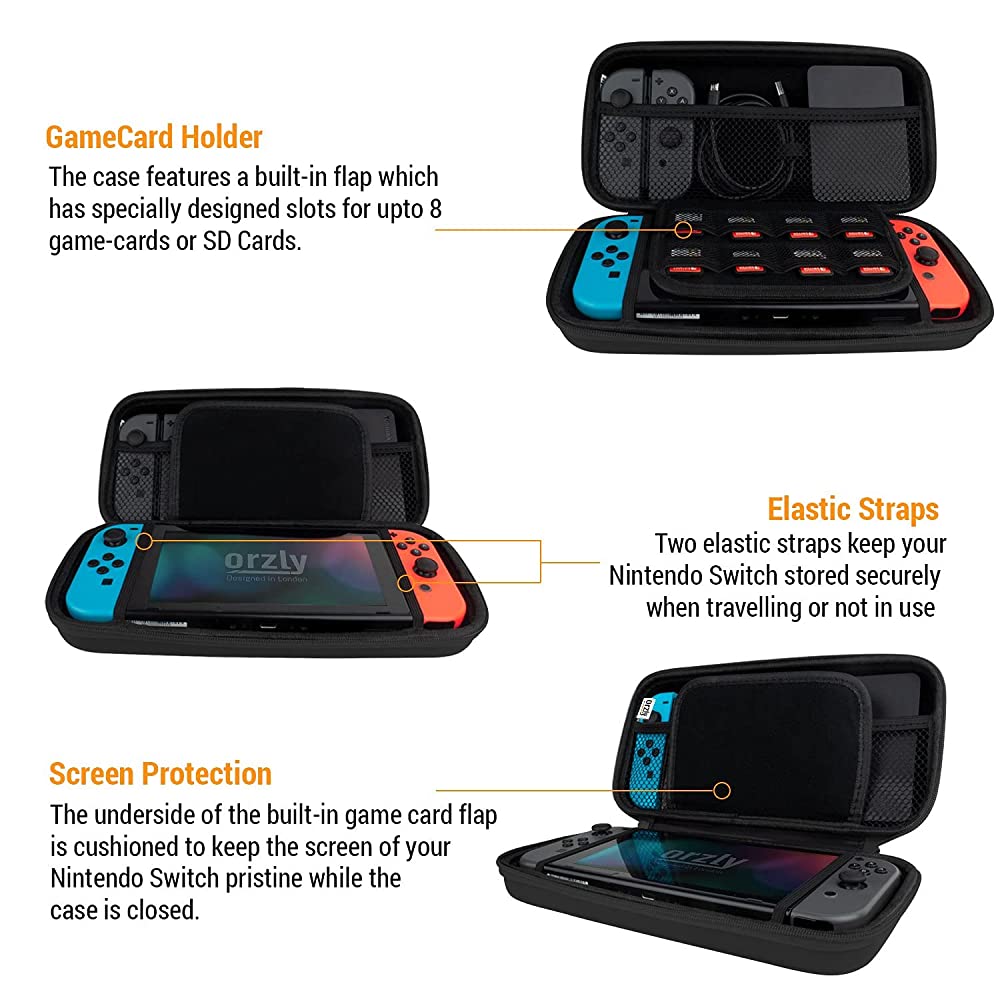 GameCard Holder
The case features a built-in flap which
has specially designed slots for upto 8
game-cards or SD Cards.
orzly
Designed in London
Elastic Straps
Two elastic straps keep your
Nintendo Switch stored securely
when travelling or not in use
Screen Protection
The underside of the built-in game card flap
is cushioned to keep the screen of your
Nintendo Switch pristine while the
case is closed.
orzly
orzly